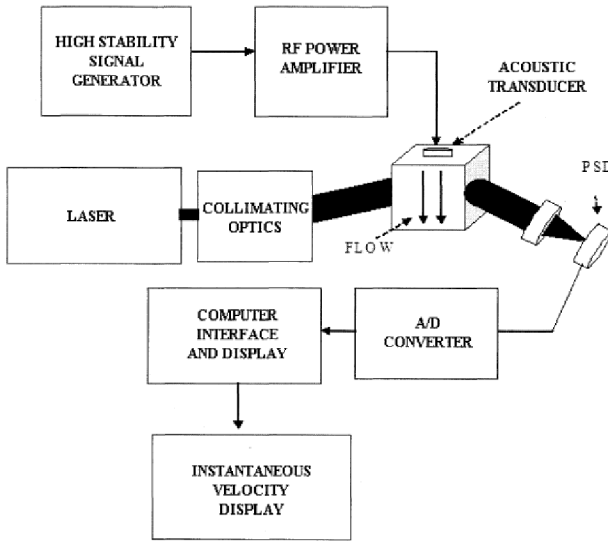 HIGH STABILITY
SIGNAL
GENERATOR
RF POWER
AMPLIFIER
ACOUSTIC
TRANSDUCER
PSD
LASER
COLLIMATING
OPTICS
FLOW
COMPUTER
INTERFACE
AND DISPLAY
A/D
CONVERTER
INSTANTANEOUS
VELOCITY
DISPLAY